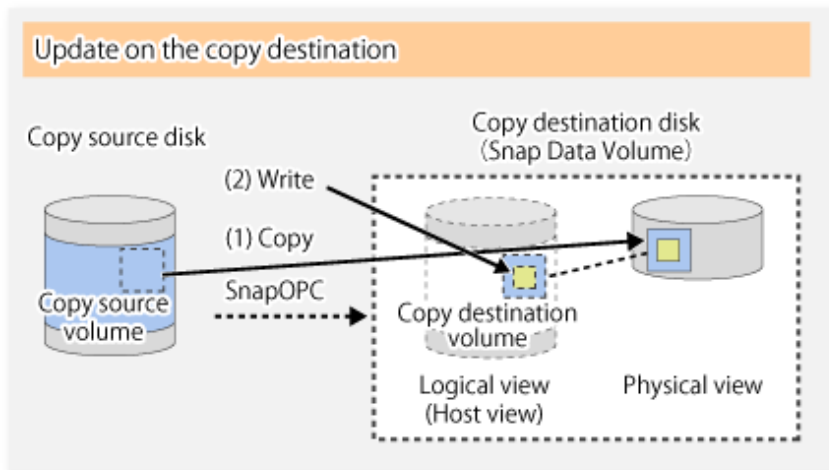 Update on the copy destination
Copy source disk
Copy destination disk
(Snap Data Volume)
(2) Write
(1) Copy
SnapOPC
Copy source
volume
Copy destination
volume
Logical view
(Host view)
Physical view